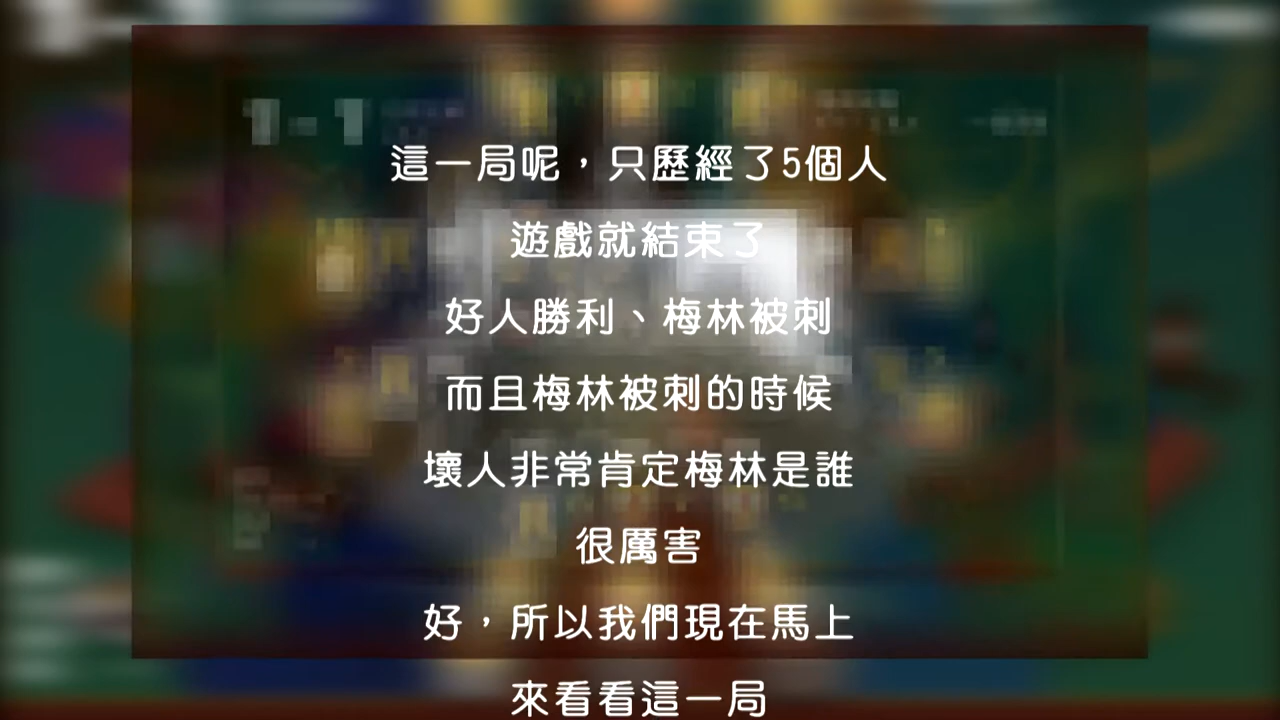 這一局呢，只歷經了5個人
遊戲就結束了
好人勝利、梅林被刺
而且梅林被刺的時候
壞人非常肯定梅林是誰
很厲害
好，所以我們現在馬上
來看看這一局